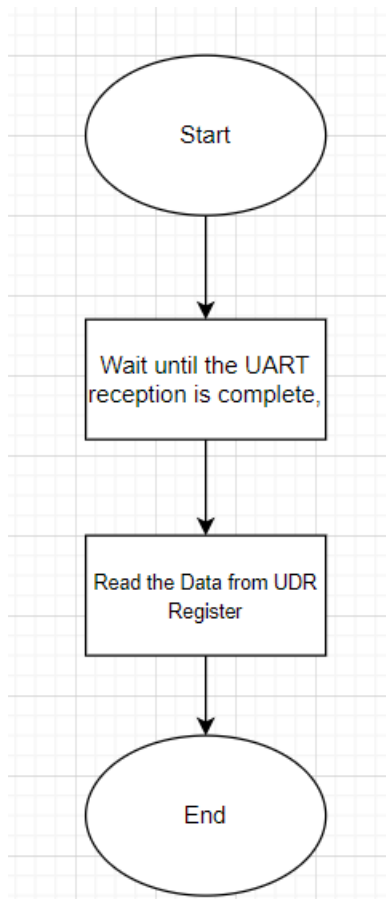 Start
Wait until the UART
reception is complete,
Read the Data from UDR
Register
End